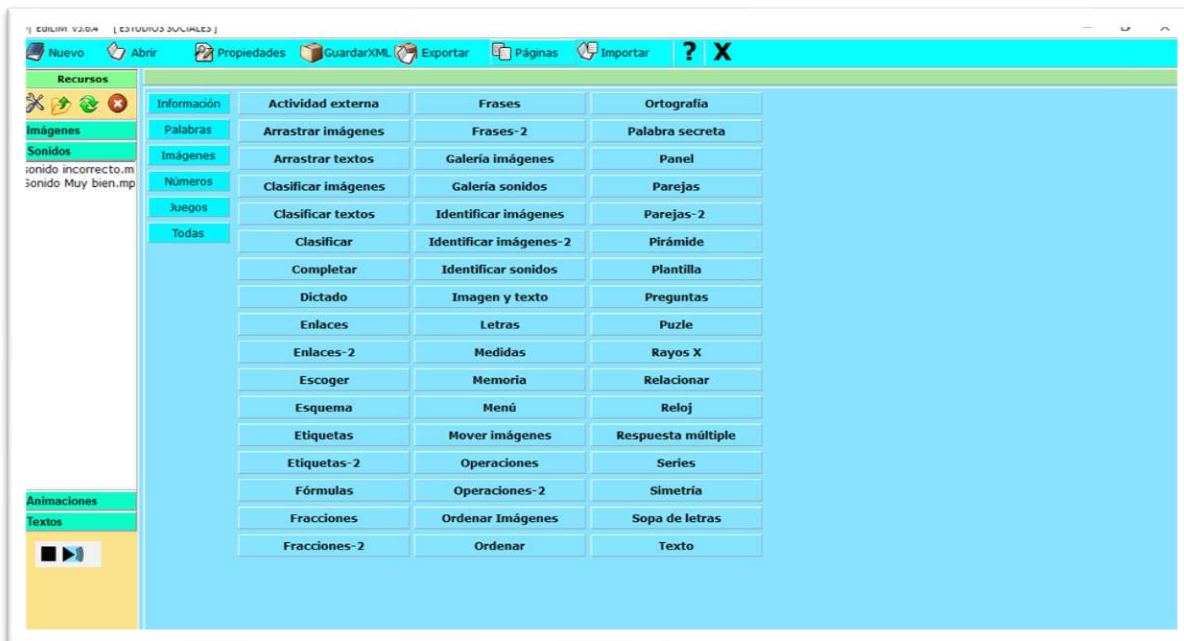 EdiLIM V3.6.4 [ ESTUDIOS SOCIALES ]
Nuevo Abrir Propiedades GuardarXML Exportar Páginas Importar ? X
Recursos
Imágenes
Sonidos
sonido incorrecto.m
Sonido Muy bien.mp
Animaciones
Textos
Información
Palabras
Imágenes
Números
Juegos
Todas
Actividad externa Frases Ortografía
Arrastrar imágenes Frases-2 Palabra secreta
Arrastrar textos Galería imágenes Panel
Clasificar imágenes Galería sonidos Parejas
Clasificar textos Identificar imágenes Parejas-2
Clasificar Identificar imágenes-2 Pirámide
Completar Identificar sonidos Plantilla
Dictado Imagen y texto Preguntas
Enlaces Letras Puzle
Enlaces-2 Medidas Rayos X
Escoger Memoria Relacionar
Esquema Menú Reloj
Etiquetas Mover imágenes Respuesta múltiple
Etiquetas-2 Operaciones Series
Fórmulas Operaciones-2 Simetría
Fracciones Ordenar Imágenes Sopa de letras
Fracciones-2 Ordenar Texto